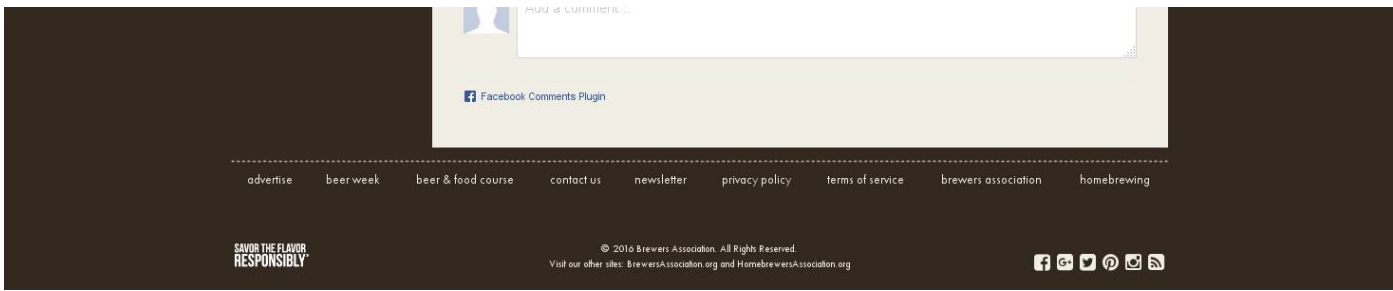 Add a comment...
Facebook Comments Plugin
advertise beer week beer & food course contact us newsletter privacy policy terms of service brewers association homebrewing
SAVOR THE FLAVOR
RESPONSIBLY™
© 2016 Brewers Association. All Rights Reserved.
Visit our other sites: BrewersAssociation.org and HomebrewersAssociation.org